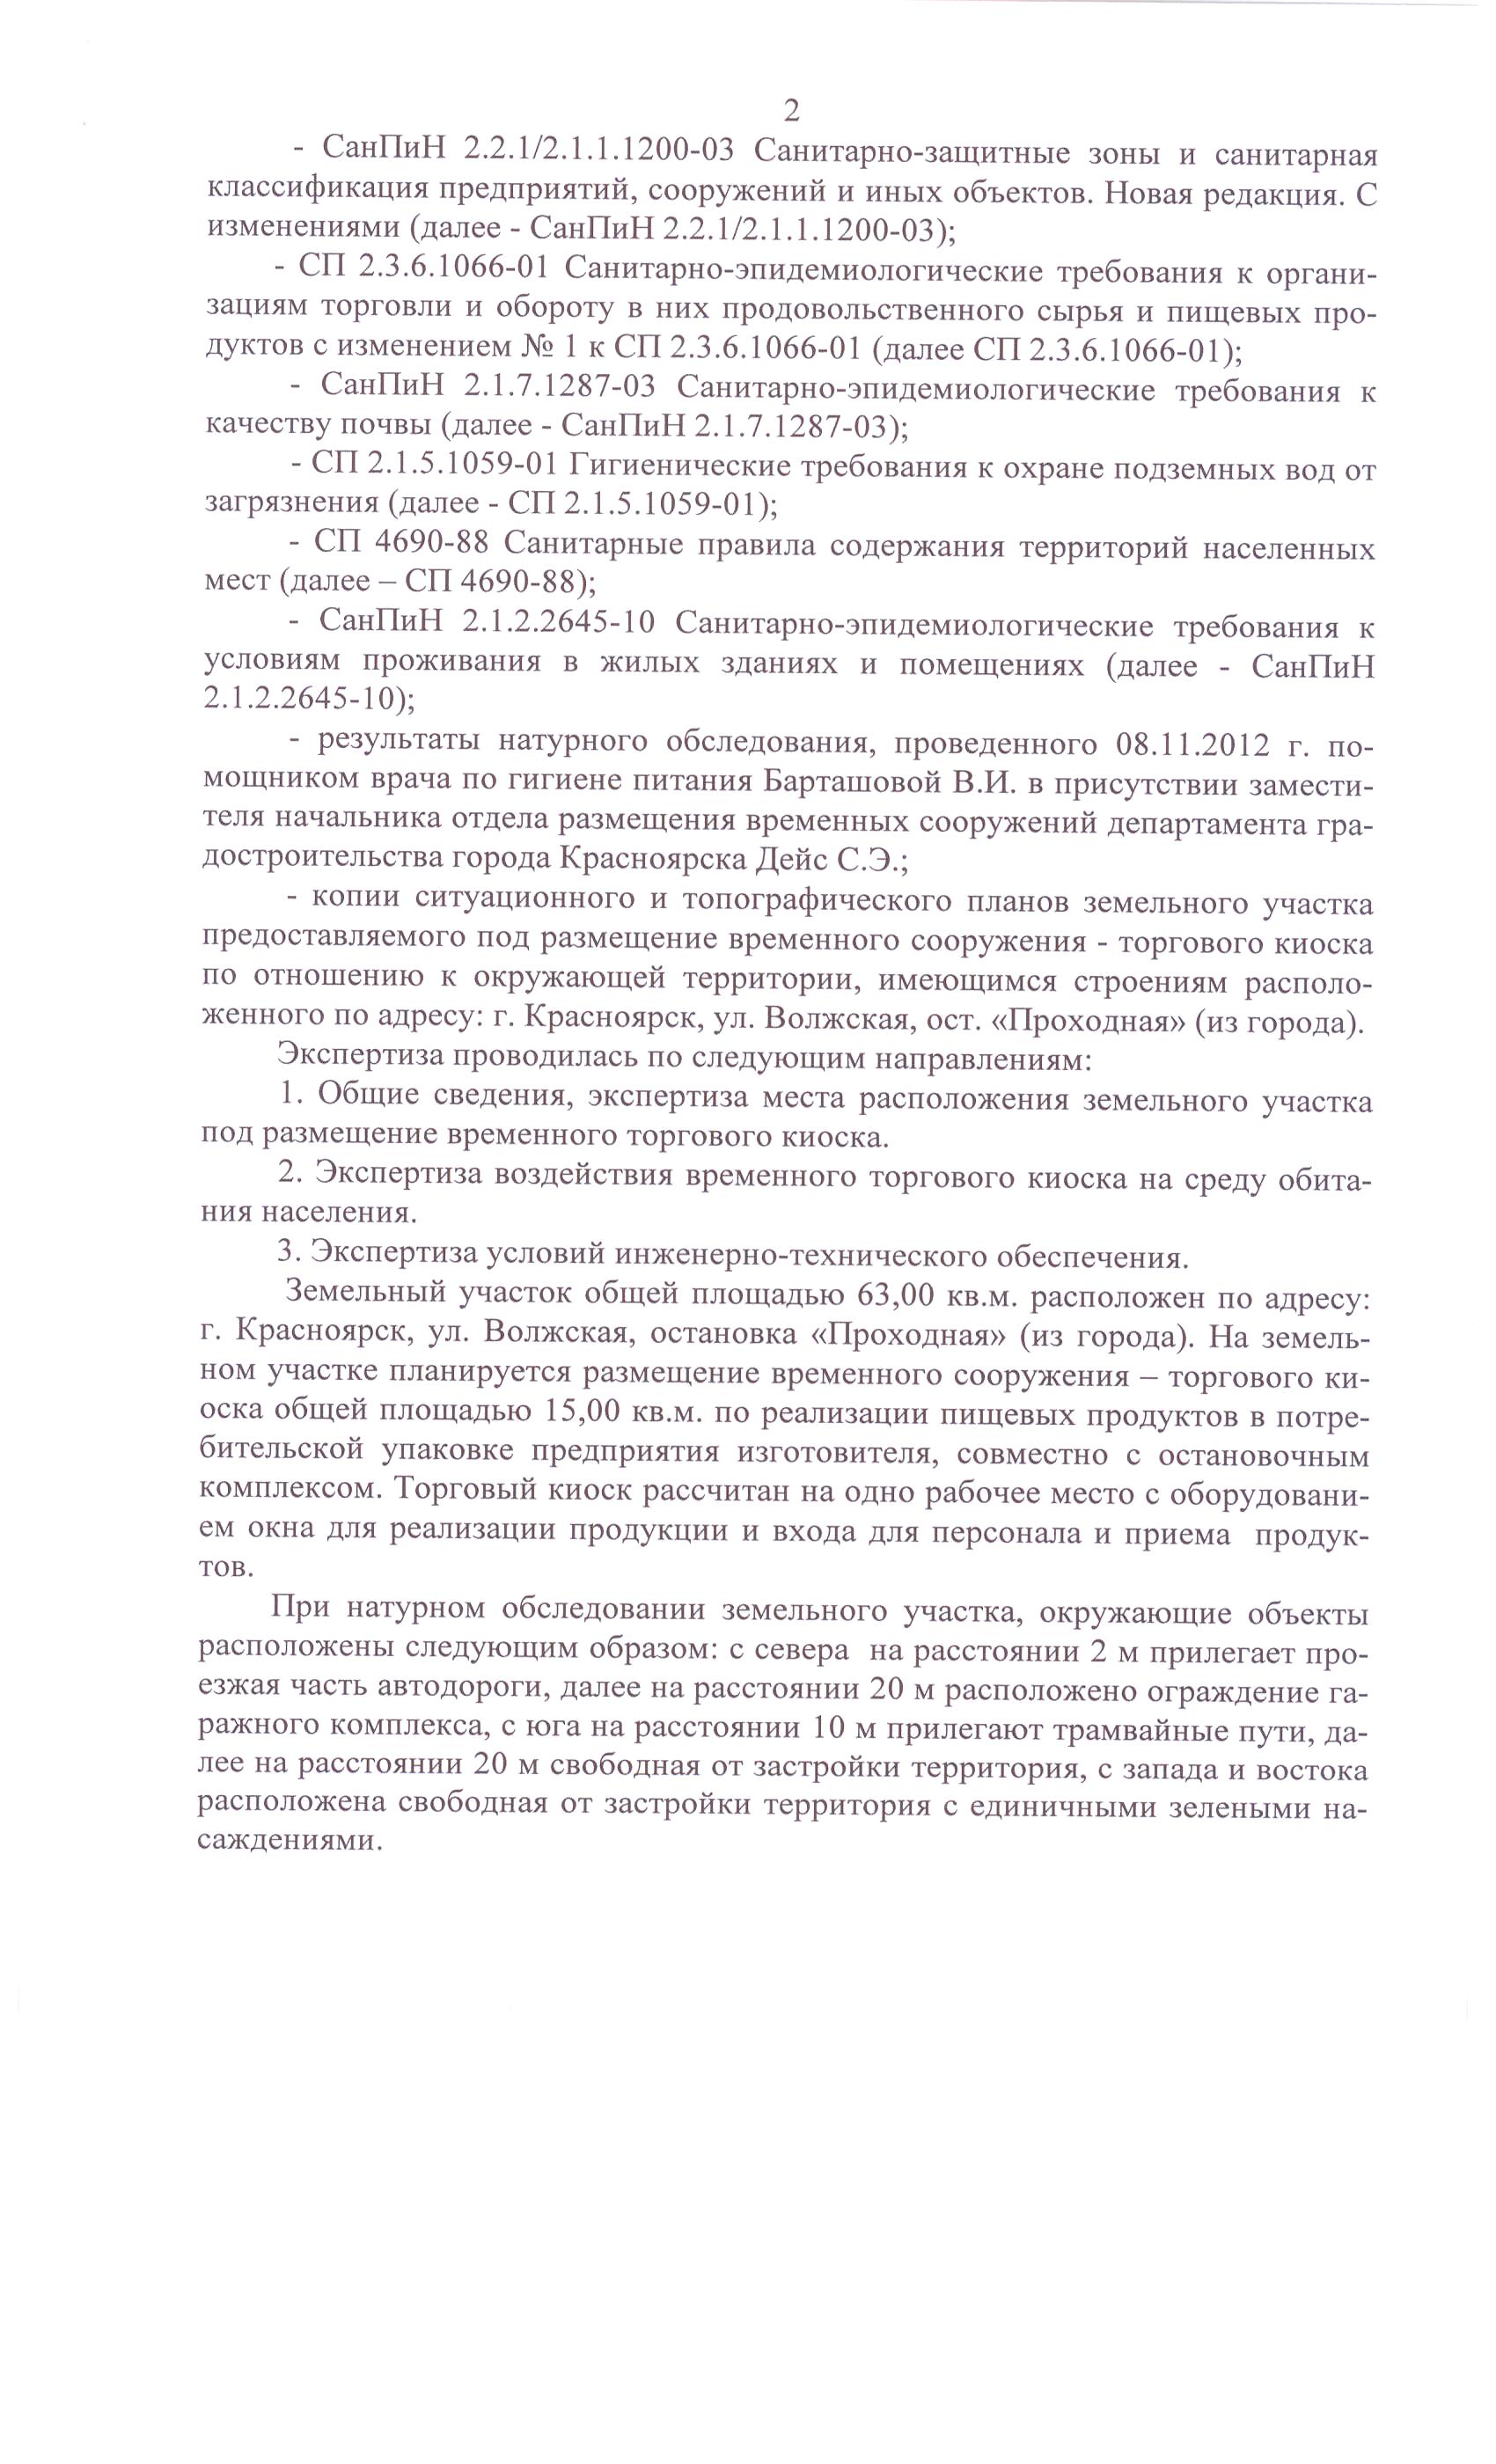 2
- СанПиН 2.2.1/2.1.1.1200-03 Санитарно-защитные зоны и санитарная
классификация предприятий, сооружений и иных объектов. Новая редакция. С
изменениями (далее - СанПиН 2.2.1/2.1.1.1200-03);
- СП 2.3.6.1066-01 Санитарно-эпидемиологические требования к органи-
зациям торговли и обороту в них продовольственного сырья и пищевых про-
дуктов с изменением № 1 к СП 2.3.6.1066-01 (далее СП 2.3.6.1066-01);
- СанПиН 2.1.7.1287-03 Санитарно-эпидемиологические требования к
качеству почвы (далее - СанПиН 2.1.7.1287-03);
- СП 2.1.5.1059-01 Гигиенические требования к охране подземных вод от
загрязнения (далее - СП 2.1.5.1059-01);
- СП 4690-88 Санитарные правила содержания территорий населенных
мест (далее – СП 4690-88);
- СанПиН 2.1.2.2645-10 Санитарно-эпидемиологические требования к
условиям проживания в жилых зданиях и помещениях (далее - СанПиН
2.1.2.2645-10);
- результаты натурного обследования, проведенного 08.11.2012 г. по-
мощником врача по гигиене питания Барташовой В.И. в присутствии замести-
теля начальника отдела размещения временных сооружений департамента гра-
достроительства города Красноярска Дейс С.Э.;
- копии ситуационного и топографического планов земельного участка
предоставляемого под размещение временного сооружения - торгового киоска
по отношению к окружающей территории, имеющимся строениям располо-
женного по адресу: г. Красноярск, ул. Волжская, ост. «Проходная» (из города).
Экспертиза проводилась по следующим направлениям:
1. Общие сведения, экспертиза места расположения земельного участка
под размещение временного торгового киоска.
2. Экспертиза воздействия временного торгового киоска на среду обита-
ния населения.
3. Экспертиза условий инженерно-технического обеспечения.
Земельный участок общей площадью 63,00 кв.м. расположен по адресу:
г. Красноярск, ул. Волжская, остановка «Проходная» (из города). На земель-
ном участке планируется размещение временного сооружения – торгового ки-
оска общей площадью 15,00 кв.м. по реализации пищевых продуктов в потре-
бительской упаковке предприятия изготовителя, совместно с остановочным
комплексом. Торговый киоск рассчитан на одно рабочее место с оборудовани-
ем окна для реализации продукции и входа для персонала и приема продук-
тов.
При натурном обследовании земельного участка, окружающие объекты
расположены следующим образом: с севера на расстоянии 2 м прилегает про-
езжая часть автодороги, далее на расстоянии 20 м расположено ограждение га-
ражного комплекса, с юга на расстоянии 10 м прилегают трамвайные пути, да-
лее на расстоянии 20 м свободная от застройки территория, с запада и востока
расположена свободная от застройки территория с единичными зелеными на-
саждениями.